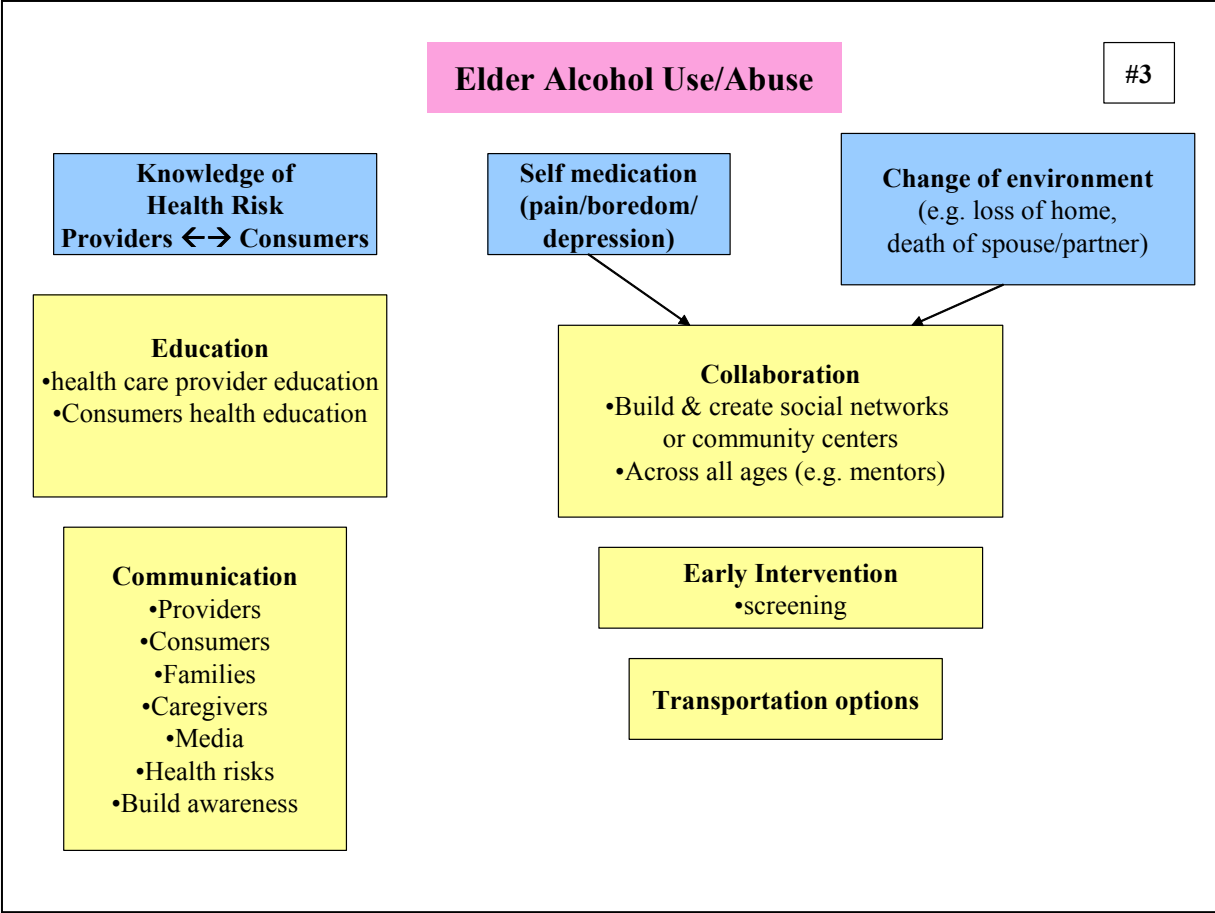 Elder Alcohol Use/Abuse
#3
Knowledge of
Health Risk
Providers ←→ Consumers
Self medication
(pain/boredom/
depression)
Change of environment
(e.g. loss of home,
death of spouse/partner)
Education
•health care provider education
•Consumers health education
Collaboration
•Build & create social networks
or community centers
•Across all ages (e.g. mentors)
Communication
•Providers
•Consumers
•Families
•Caregivers
•Media
•Health risks
•Build awareness
Early Intervention
•screening
Transportation options